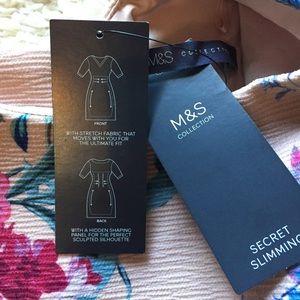 FRONT
WITH STRETCH FABRIC THAT
MOVES WITH YOU FOR
THE ULTIMATE FIT
BACK
WITH A HIDDEN SHAPING
PANEL FOR THE PERFECT
SCULPTED SILHOUETTE
M&S COLLECTION
M&S
COLLECTION
SECRET
SLIMMING